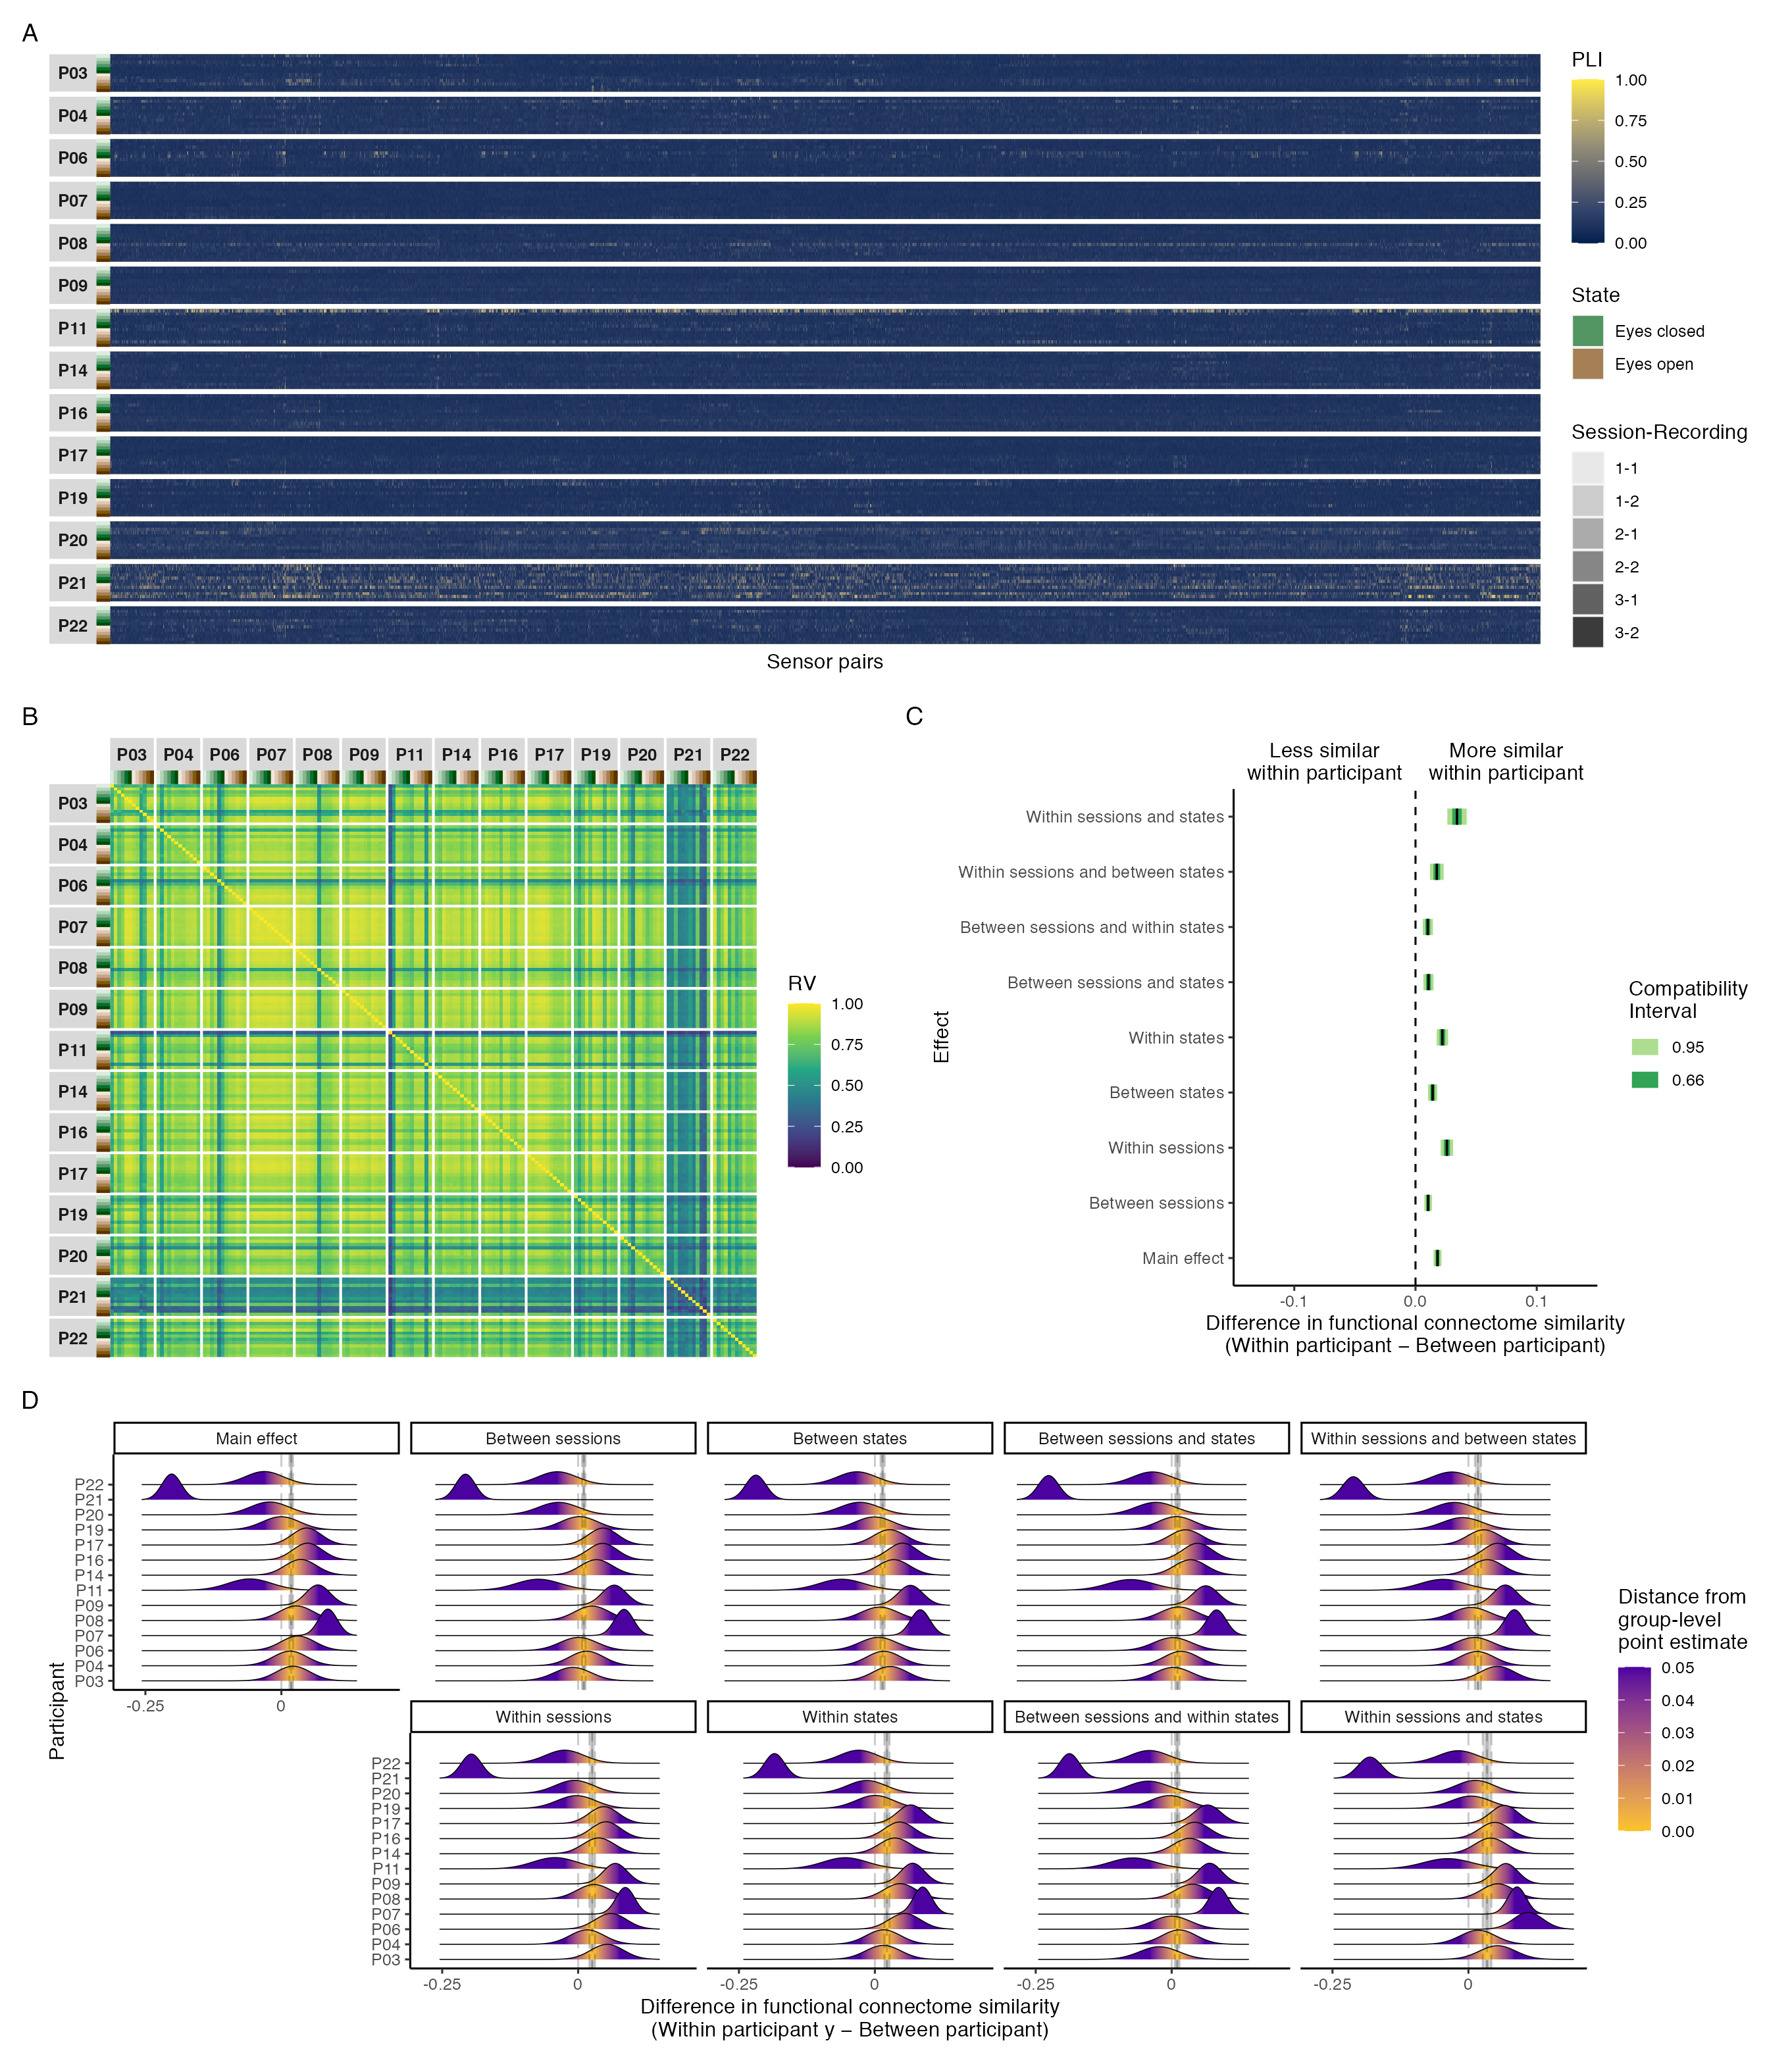 A
P03
P04
P06
P07
P08
P09
P11
P14
P16
P17
P19
P20
P21
P22
Sensor pairs
PLI
1.00
0.75
0.50
0.25
0.00
State
Eyes closed
Eyes open
Session-Recording
1-1
1-2
2-1
2-2
3-1
3-2
B
P03 P04 P06 P07 P08 P09 P11 P14 P16 P17 P19 P20 P21 P22
P03
P04
P06
P07
P08
P09
P11
P14
P16
P17
P19
P20
P21
P22
RV
1.00
0.75
0.50
0.25
0.00
C
Less similar
within participant
More similar
within participant
Effect
Within sessions and states
Within sessions and between states
Between sessions and within states
Between sessions and states
Within states
Between states
Within sessions
Between sessions
Main effect
-0.1 0.0 0.1
Difference in functional connectome similarity
(Within participant – Between participant)
Compatibility
Interval
0.95
0.66
D
Main effect
Between sessions
Between states
Between sessions and states
Within sessions and between states
Participant
P22
P21
P20
P19
P17
P16
P14
P11
P09
P08
P07
P06
P04
P03
-0.25 0
Within sessions
Within states
Between sessions and within states
Within sessions and states
P22
P21
P20
P19
P17
P16
P14
P11
P09
P08
P07
P06
P04
P03
-0.25 0
-0.25 0
-0.25 0
-0.25 0
Difference in functional connectome similarity
(Within participant y – Between participant)
Distance from
group-level
point estimate
0.05
0.04
0.03
0.02
0.01
0.00